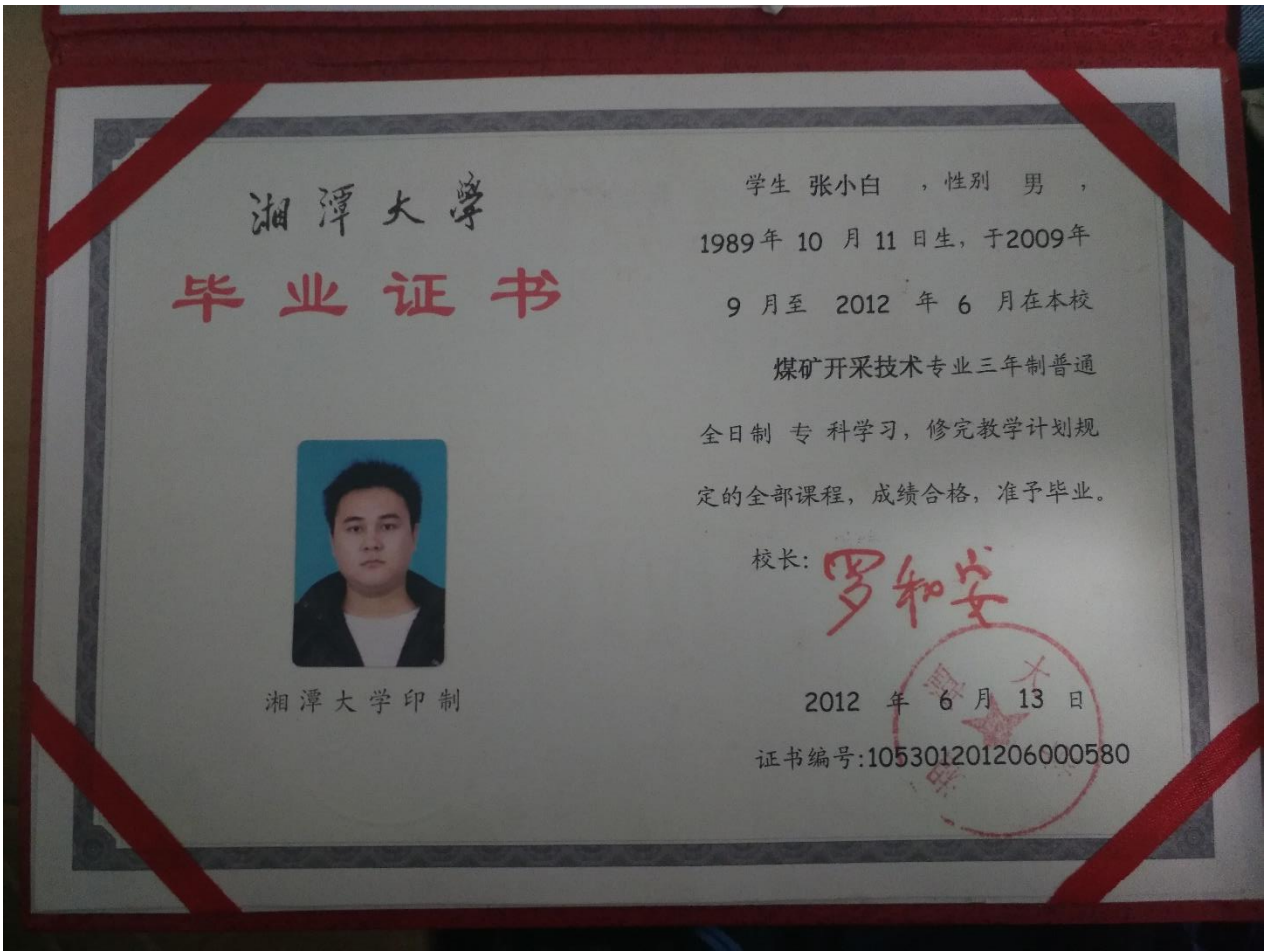 湘潭大學
毕业证书
湘潭大学印制
学生 张小白 ，性别 男 ，
1989年 10 月 11 日生，于2009年
9 月至 2012 年 6 月在本校
煤矿开采技术专业三年制普通
全日制 专 科学习，修完教学计划规
定的全部课程，成绩合格，准予毕业。
校长：罗和安
2012 年 6 月 13 日
证书编号:105301201206000580
湘潭大